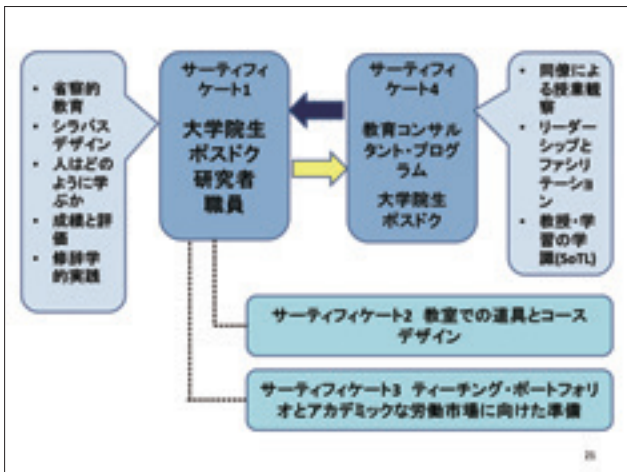 ・ 省察的
教育
・ シラバス
デザイン
・ 人はどの
ように学
ぶか
・ 成績と評
価
・ 修辞学
的実践
サーティフィ
ケート1
大学院生
ポスドク
研究者
職員
サーティフィ
ケート4
教育コンサル
タント・プログ
ラム
大学院生
ポスドク
・ 同僚によ
る授業観
察
・ リーダー
シップと
ファシリ
テーショ
ン
・ 教授・学
習の学
識(SoTL)
サーティフィケート2 教室での道具とコース
デザイン
サーティフィケート3 ティーチング・ポートフォリ
オとアカデミックな労働市場に向けた準備